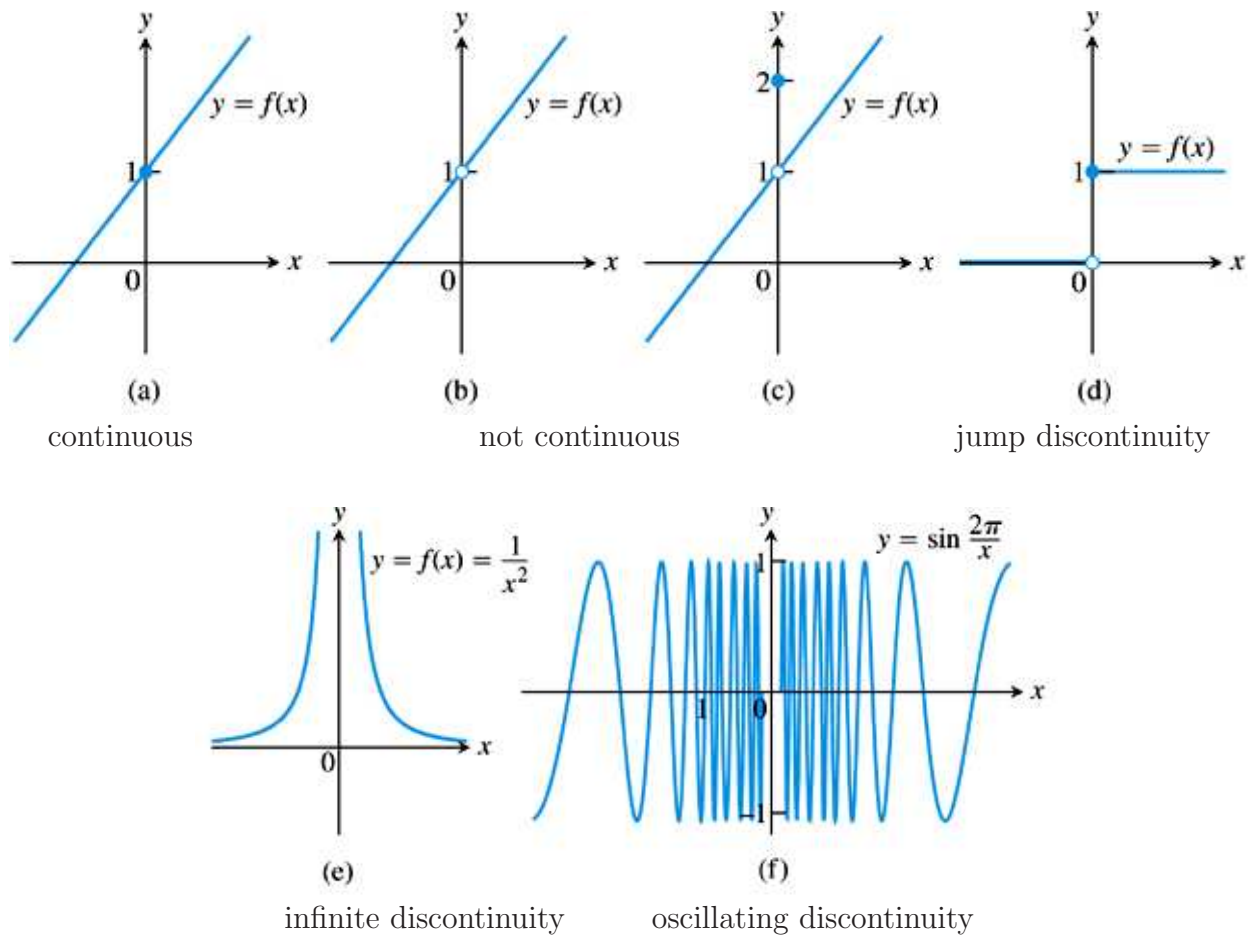 y y y y
2
y = f(x) y = f(x) y = f(x) y = f(x)
1 1 1 1
x x x x
0 0 0 0
(a) (b) (c) (d)
continuous not continuous jump discontinuity
y y
y = f(x) = 1/x² y = sin 2π/x
1
x
1 0
x
0
−1
(e) (f)
infinite discontinuity oscillating discontinuity